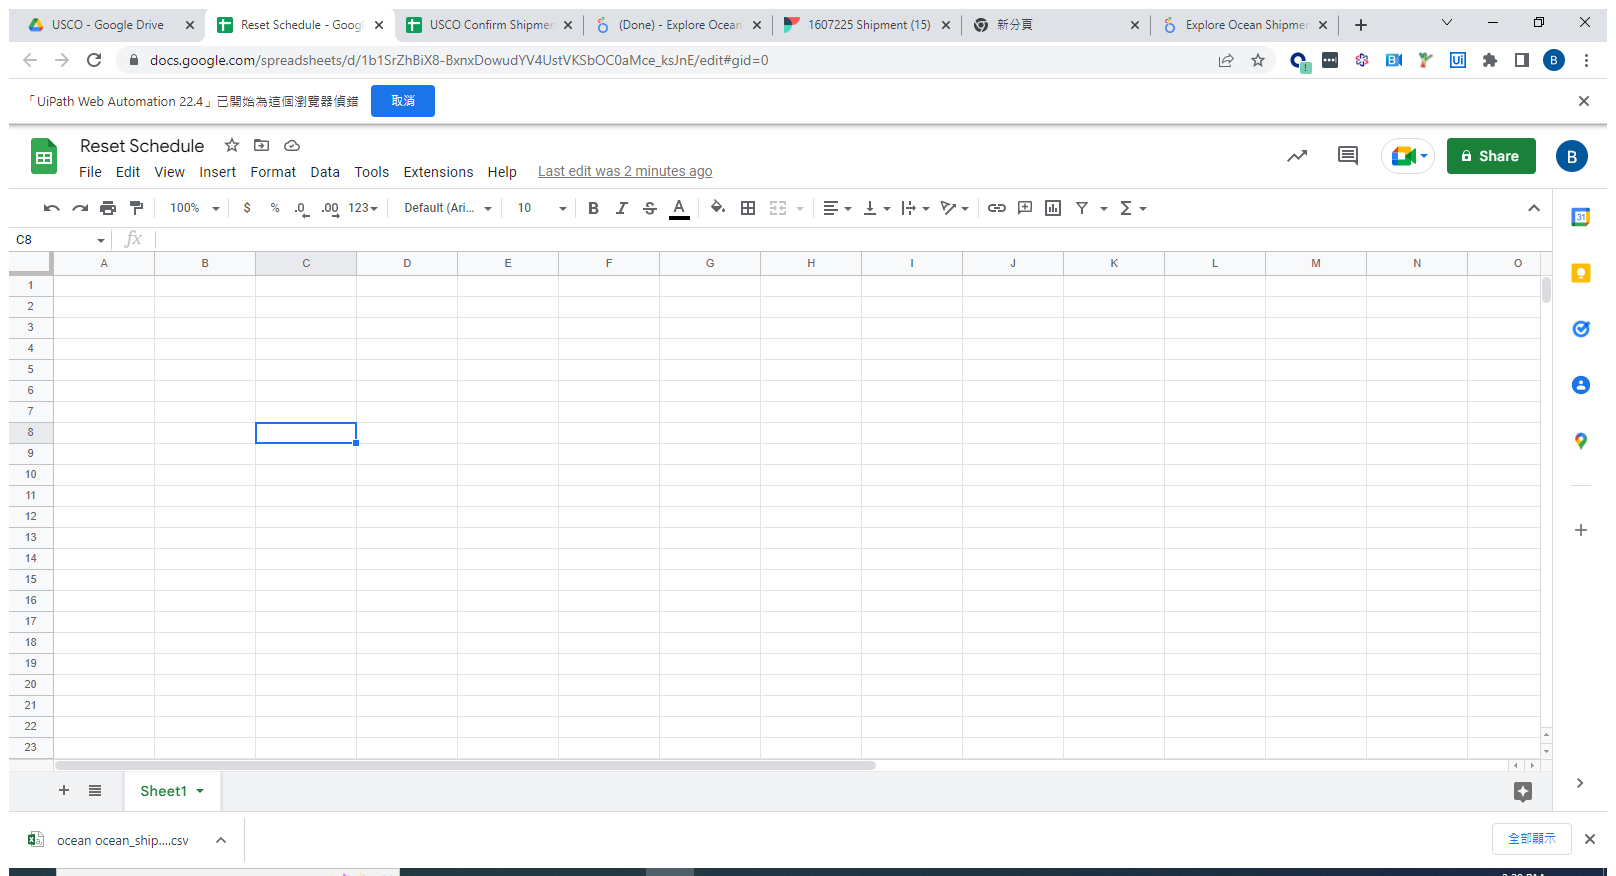 USCO - Google Drive
Reset Schedule - Goog
USCO Confirm Shipmen
(Done) - Explore Ocean
1607225 Shipment (15)
新分頁
Explore Ocean Shipmen
docs.google.com/spreadsheets/d/1b1SrZhBiX8-BxnxDowudYV4UstVKSbOC0aMce_ksJnE/edit#gid=0
「UiPath Web Automation 22.4」已開始為這個瀏覽器偵錯
取消
Reset Schedule
File Edit View Insert Format Data Tools Extensions Help Last edit was 2 minutes ago
Share
B
100% $ % .0 .00 123 Default (Ari... 10 B I S A
C8 fx
A B C D E F G H I J K L M N O
1
2
3
4
5
6
7
8
9
10
11
12
13
14
15
16
17
18
19
20
21
22
23
Sheet1
ocean ocean_ship....csv
全部顯示